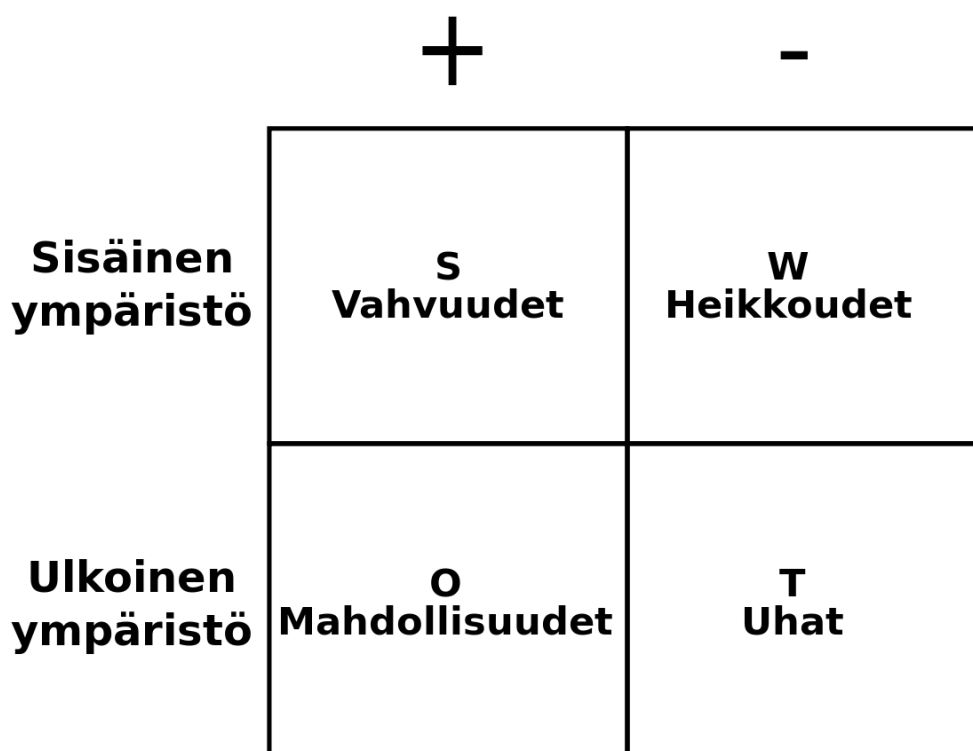 + -
Sisäinen
ympäristö
S
Vahvuudet
W
Heikkoudet
Ulkoinen
ympäristö
O
Mahdollisuudet
T
Uhat